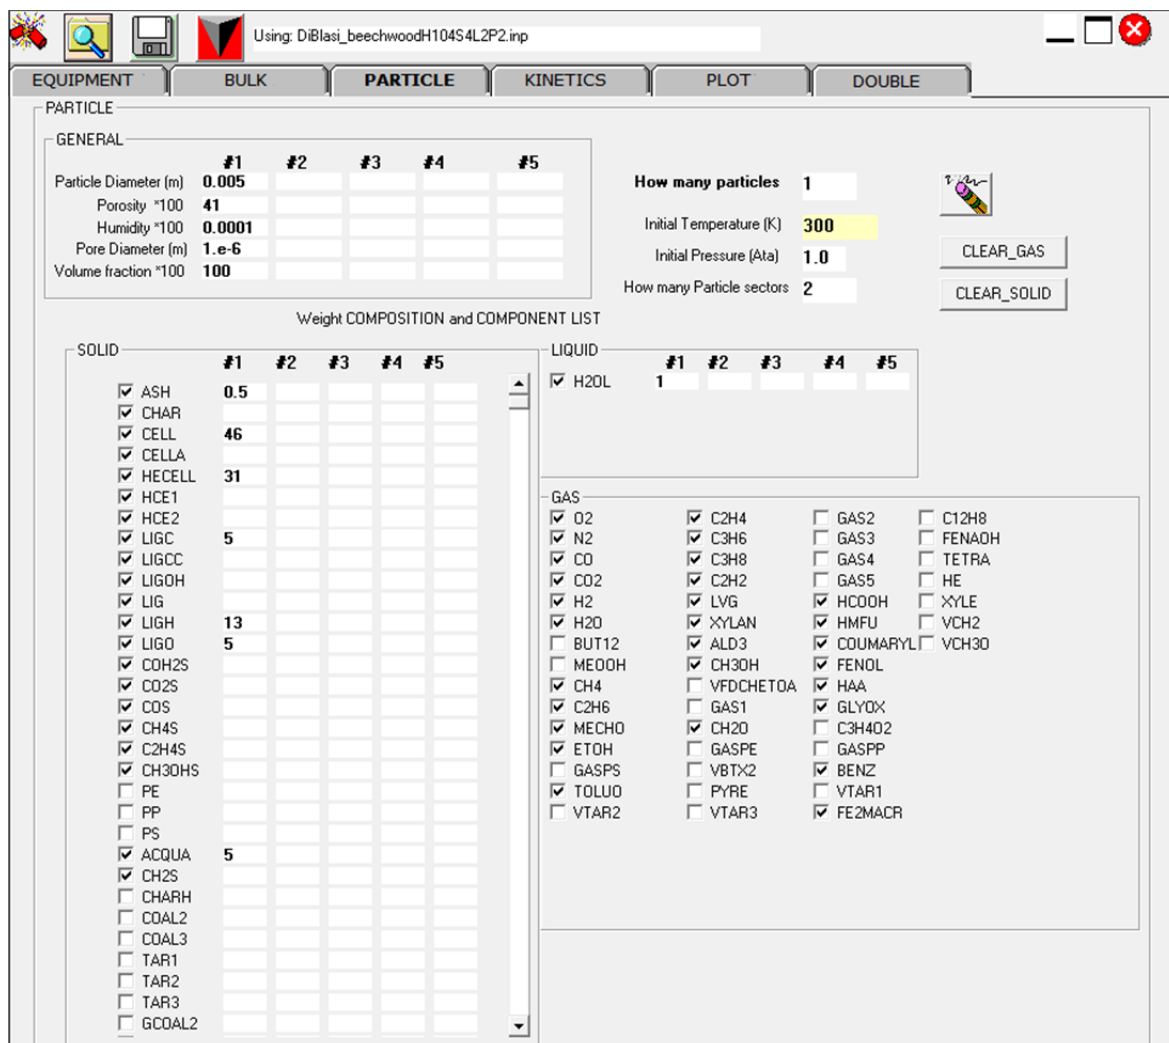 Using: DiBlasi_beechwoodH104S4L2P2.inp
EQUIPMENT BULK PARTICLE KINETICS PLOT DOUBLE
PARTICLE
GENERAL
#1 #2 #3 #4 #5
Particle Diameter (m) 0.005
Porosity *100 41
Humidity *100 0.0001
Pore Diameter (m) 1.e-6
Volume fraction *100 100
How many particles 1
Initial Temperature (K) 300
Initial Pressure (Ata) 1.0
How many Particle sectors 2
CLEAR_GAS
CLEAR_SOLID
Weight COMPOSITION and COMPONENT LIST
SOLID
#1 #2 #3 #4 #5
ASH 0.5
CHAR
CELL 46
CELLA
HECELL 31
HCE1
HCE2
LIGC 5
LIGCC
LIGOH
LIG
LIGH 13
LIGO 5
COH2S
CO2S
COS
CH4S
C2H4S
CH3OHS
PE
PP
PS
ACQUA 5
CH2S
CHARH
COAL2
COAL3
TAR1
TAR2
TAR3
GCOAL2
LIQUID
#1 #2 #3 #4 #5
H2OL 1
GAS
O2 C2H4 GAS2 C12H8
N2 C3H6 GAS3 FENAOH
CO C3H8 GAS4 TETRA
CO2 C2H2 GAS5 HE
H2 LVG HCOOH XYLE
H2O XYLAN HMFU VCH2
BUT12 ALD3 COUMARYL VCH3O
MEOOH CH3OH FENOL
CH4 VFDCHETOA HAA
C2H6 GAS1 GLYOX
MECHO CH2O C3H4O2
ETOH GASPE GASPP
GASPS VBTX2 BENZ
TOLUO PYRE VTAR1
VTAR2 VTAR3 FE2MACR